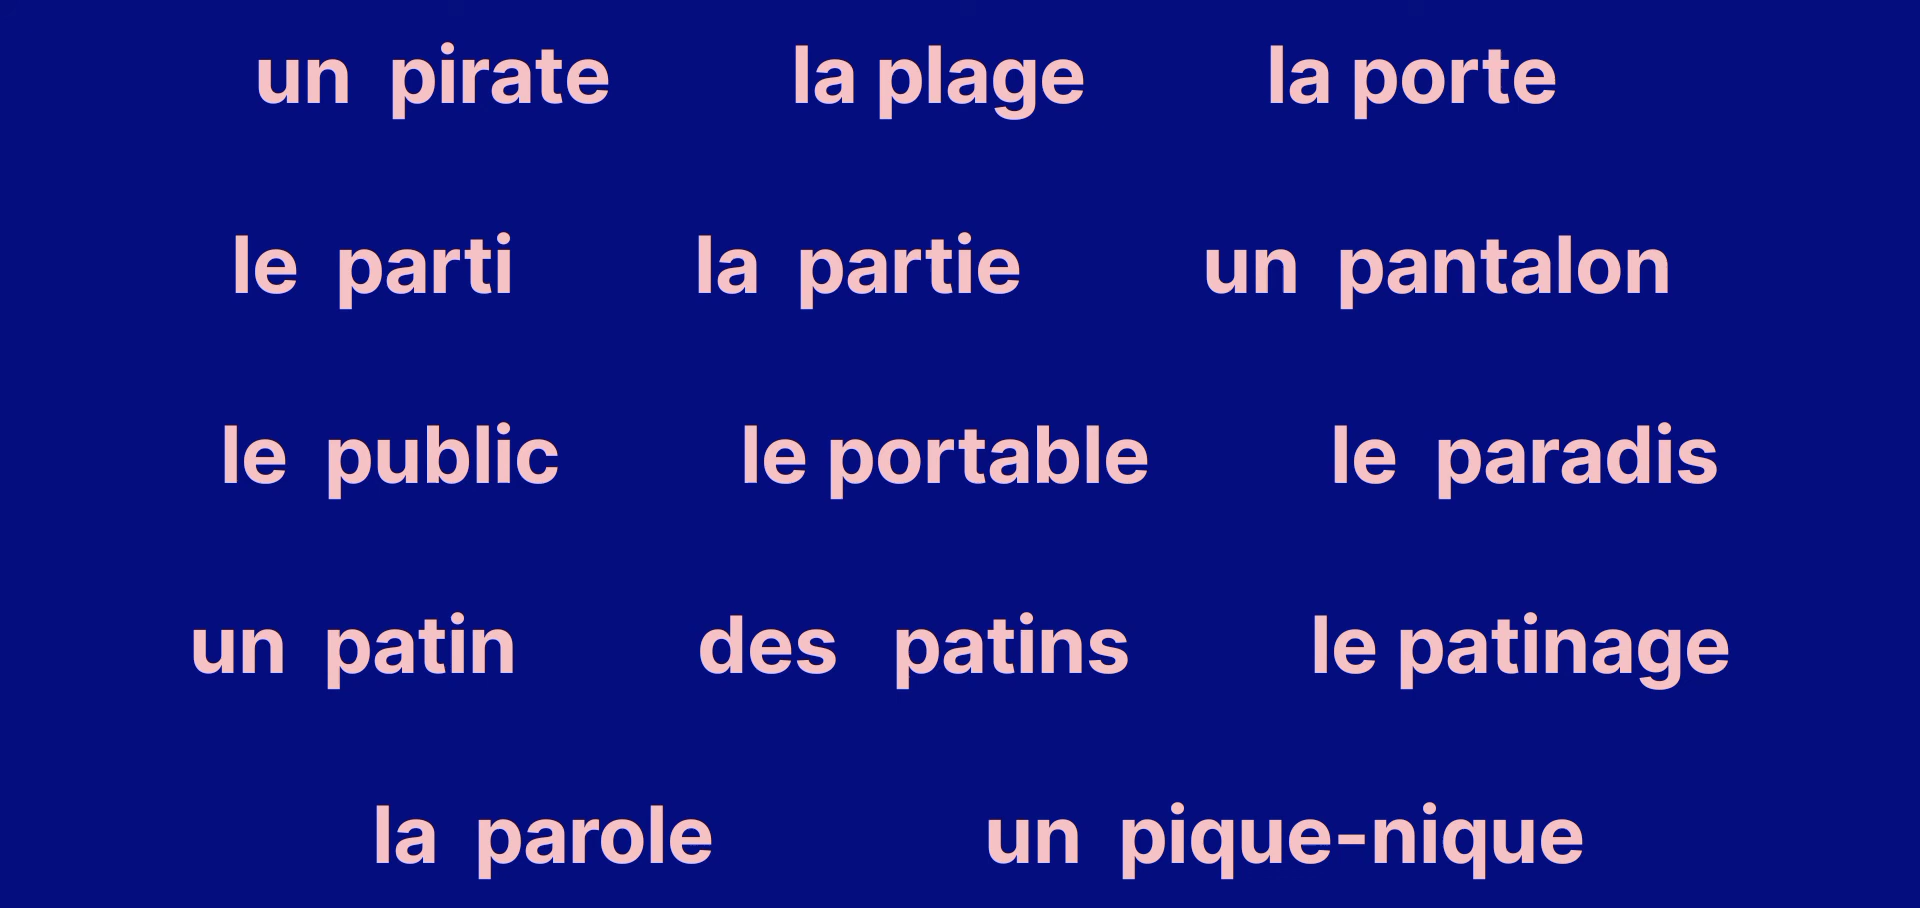 un pirate la plage la porte
le parti la partie un pantalon
le public le portable le paradis
un patin des patins le patinage
la parole un pique-nique